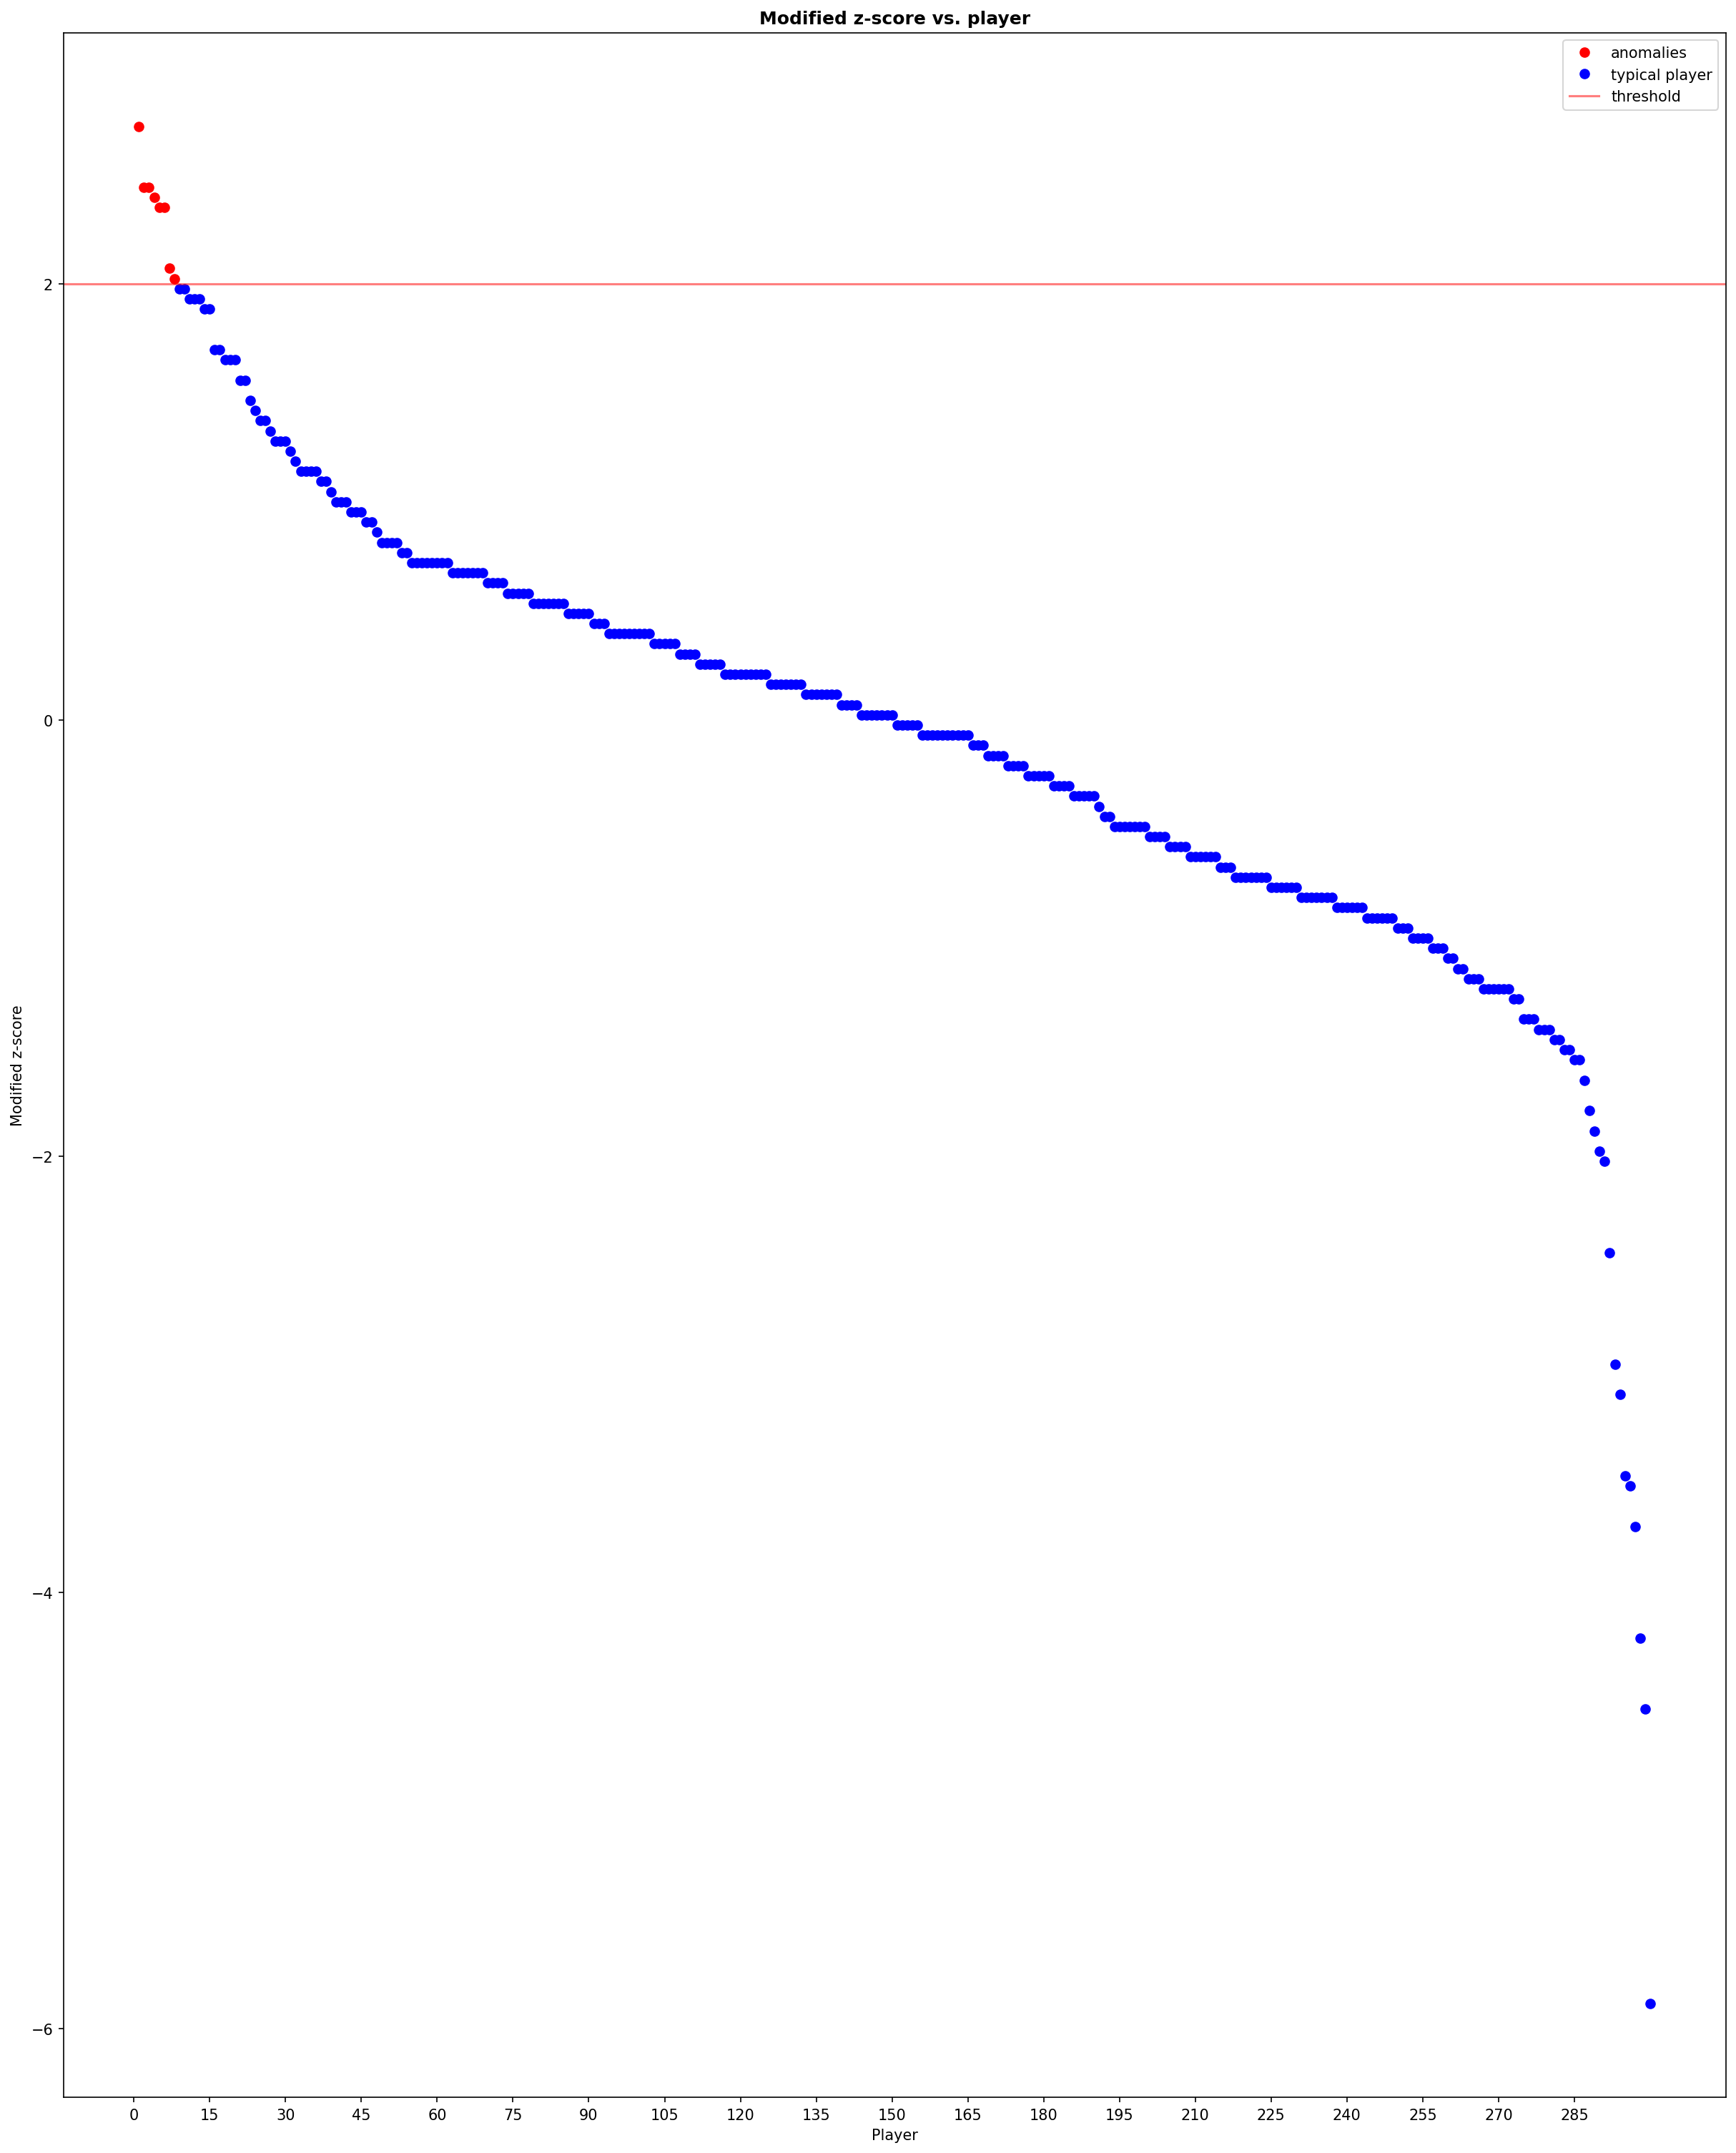 Modified z-score vs. player
anomalies
typical player
threshold
Modified z-score
2
0
−2
−4
−6
0 15 30 45 60 75 90 105 120 135 150 165 180 195 210 225 240 255 270 285
Player